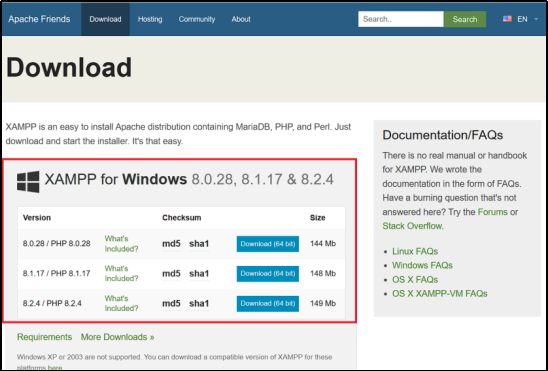 Apache Friends Download Hosting Community About Search.. Search EN
Download
XAMPP is an easy to install Apache distribution containing MariaDB, PHP, and Perl. Just
download and start the installer. It's that easy.
XAMPP for Windows 8.0.28, 8.1.17 & 8.2.4
Version Checksum Size
8.0.28 / PHP 8.0.28 What's Included? md5 sha1 Download (64 bit) 144 Mb
8.1.17 / PHP 8.1.17 What's Included? md5 sha1 Download (64 bit) 148 Mb
8.2.4 / PHP 8.2.4 What's Included? md5 sha1 Download (64 bit) 149 Mb
Requirements More Downloads »
Windows XP or 2003 are not supported. You can download a compatible version of XAMPP for these
platforms here.
Documentation/FAQs
There is no real manual or handbook
for XAMPP. We wrote the
documentation in the form of FAQs.
Have a burning question that's not
answered here? Try the Forums or
Stack Overflow.
Linux FAQs
Windows FAQs
OS X FAQs
OS X XAMPP-VM FAQs